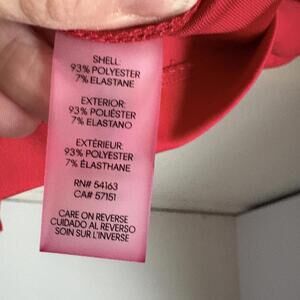 SHELL:
93% POLYESTER
7% ELASTANE
EXTERIOR:
93% POLIÉSTER
7% ELASTANO
EXTÉRIEUR:
93% POLYESTER
7% ÉLASTHANE
RN# 54163
CA# 57151
CARE ON REVERSE
CUIDADO AL REVERSO
SOIN SUR L'INVERSE